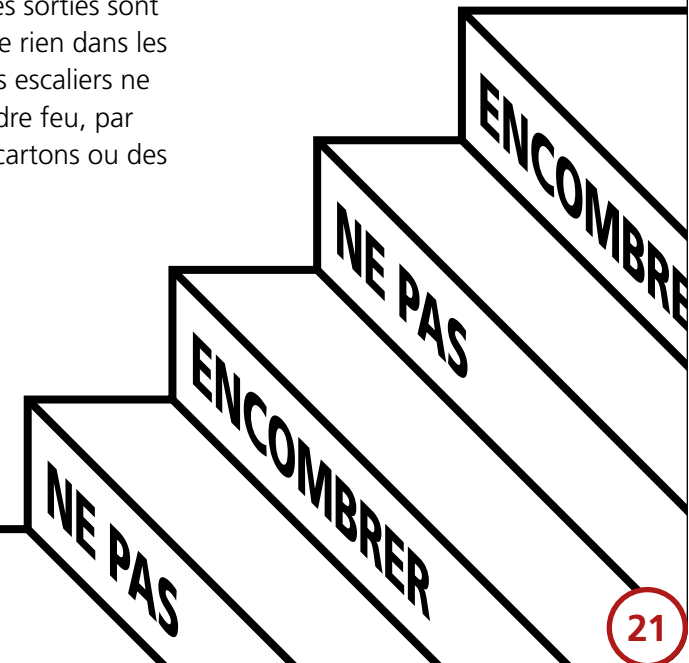 es sorties sont
e rien dans les
s escaliers ne
dre feu, par
cartons ou des
ENCOMBRE
NE PAS
ENCOMBRER
NE PAS
21